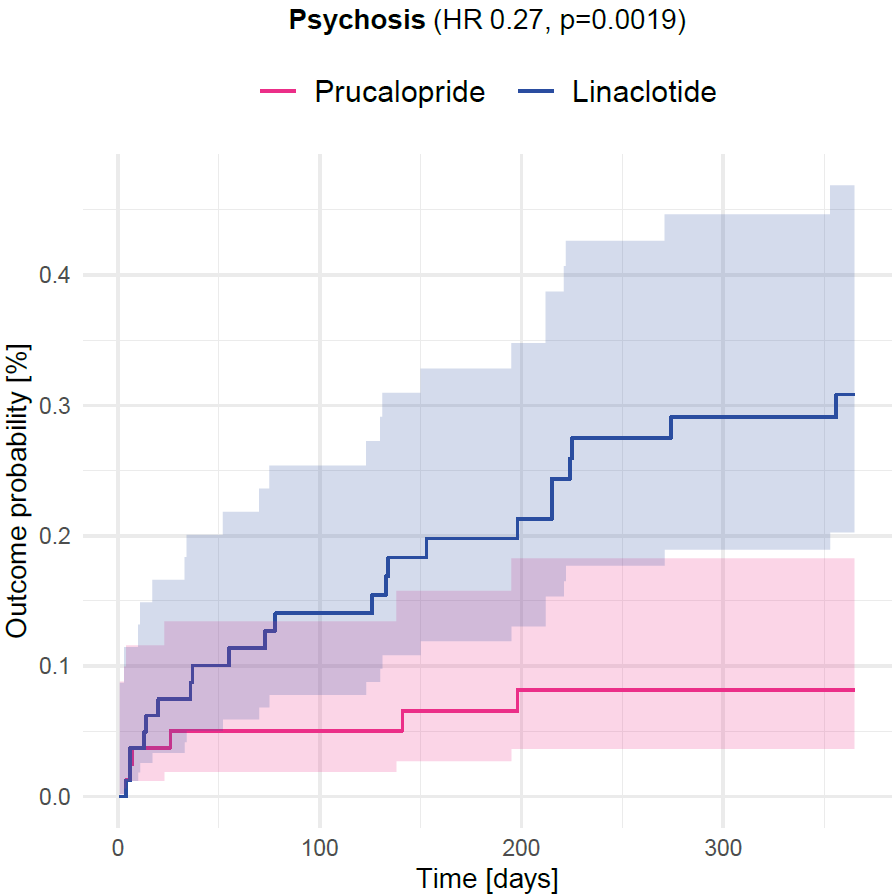 Psychosis (HR 0.27, p=0.0019)
Prucalopride Linaclotide
Outcome probability [%]
0.4
0.3
0.2
0.1
0.0
0 100 200 300
Time [days]